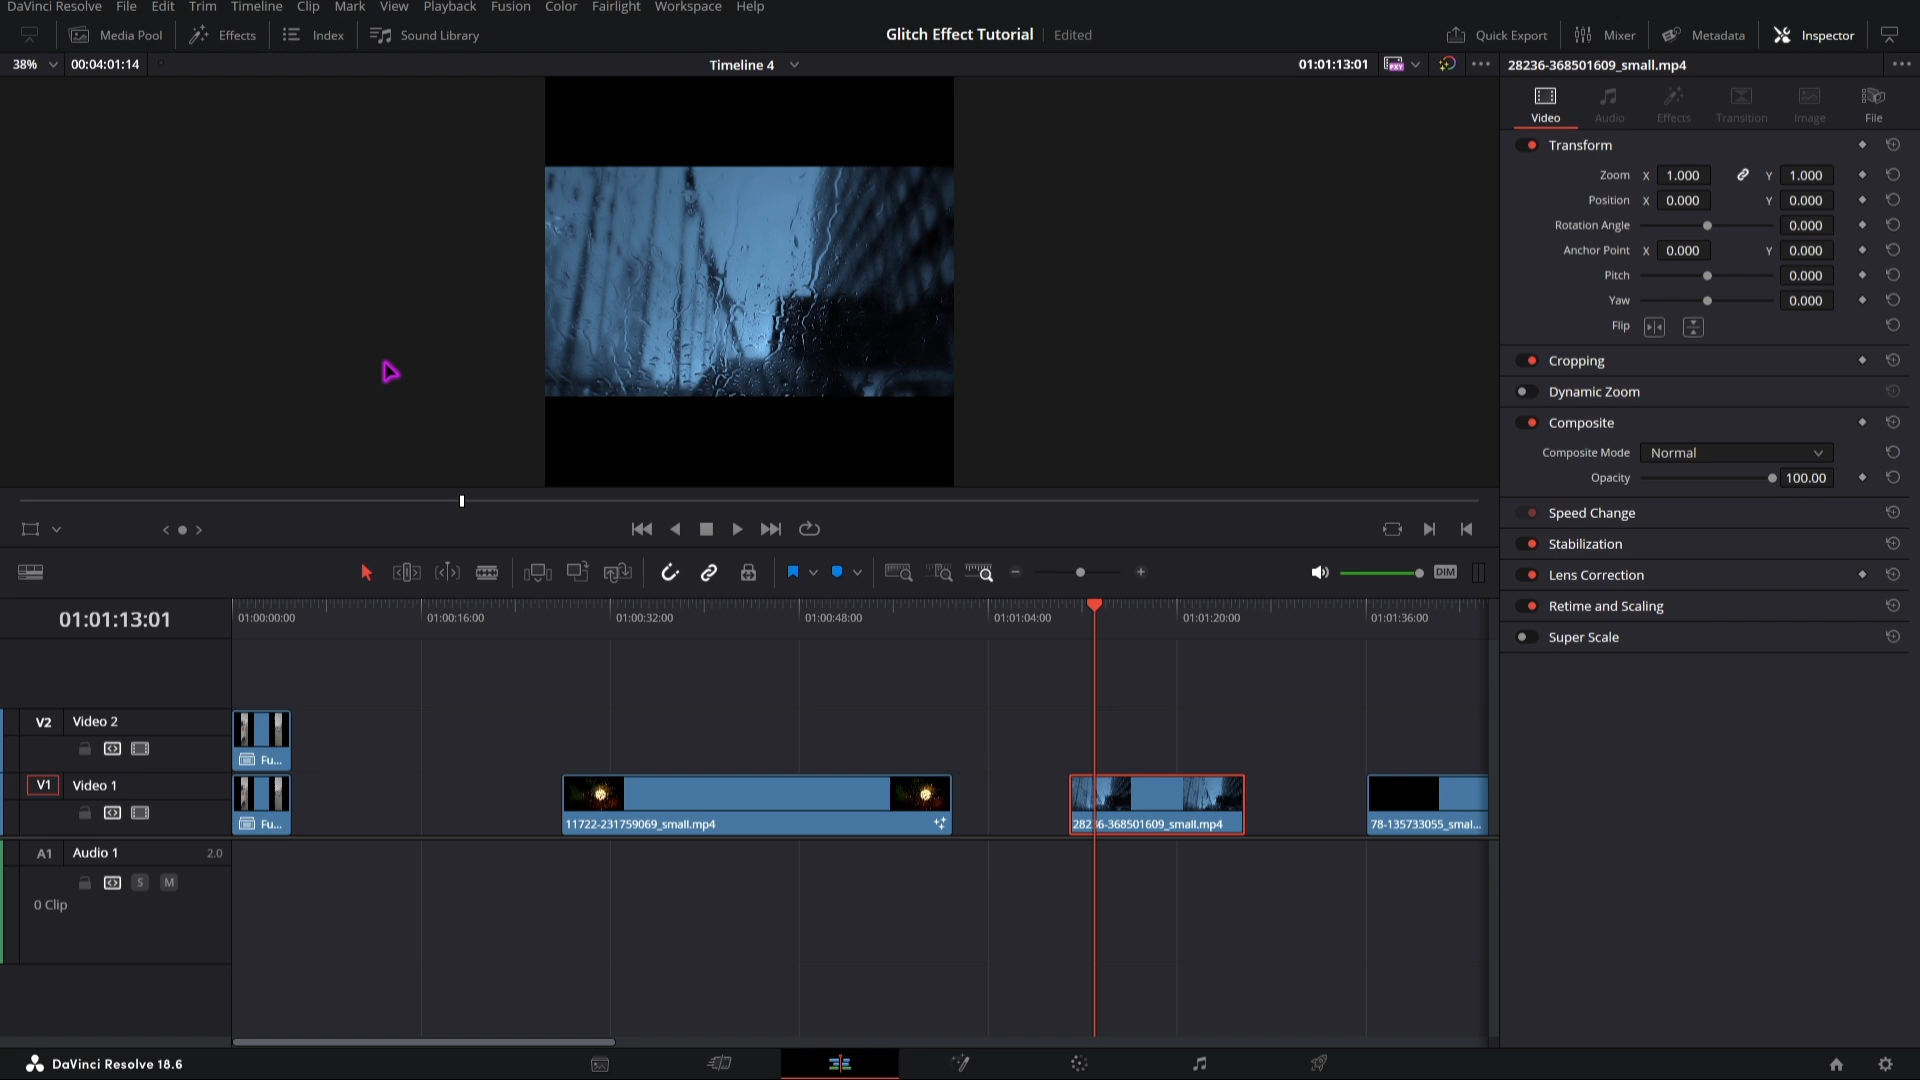 DaVinci Resolve File Edit Trim Timeline Clip Mark View Playback Fusion Color Fairlight Workspace Help
Media Pool Effects Index Sound Library Glitch Effect Tutorial Edited Quick Export Mixer Metadata Inspector
38% 00:04:01:14 Timeline 4 01:01:13:01 PXY 28236-368501609_small.mp4
Video Audio Effects Transition Image File
Transform
Zoom X 1.000 Y 1.000
Position X 0.000 Y 0.000
Rotation Angle 0.000
Anchor Point X 0.000 Y 0.000
Pitch 0.000
Yaw 0.000
Flip
Cropping
Dynamic Zoom
Composite
Composite Mode Normal
Opacity 100.00
Speed Change
Stabilization
Lens Correction
Retime and Scaling
Super Scale
DIM
01:01:13:01
01:00:00:00 01:00:16:00 01:00:32:00 01:00:48:00 01:01:04:00 01:01:20:00 01:01:36:00
V2 Video 2
Fu...
V1 Video 1
Fu... 11722-231759069_small.mp4 28236-368501609_small.mp4 78-135733055_smal...
A1 Audio 1 2.0
S M
0 Clip
DaVinci Resolve 18.6